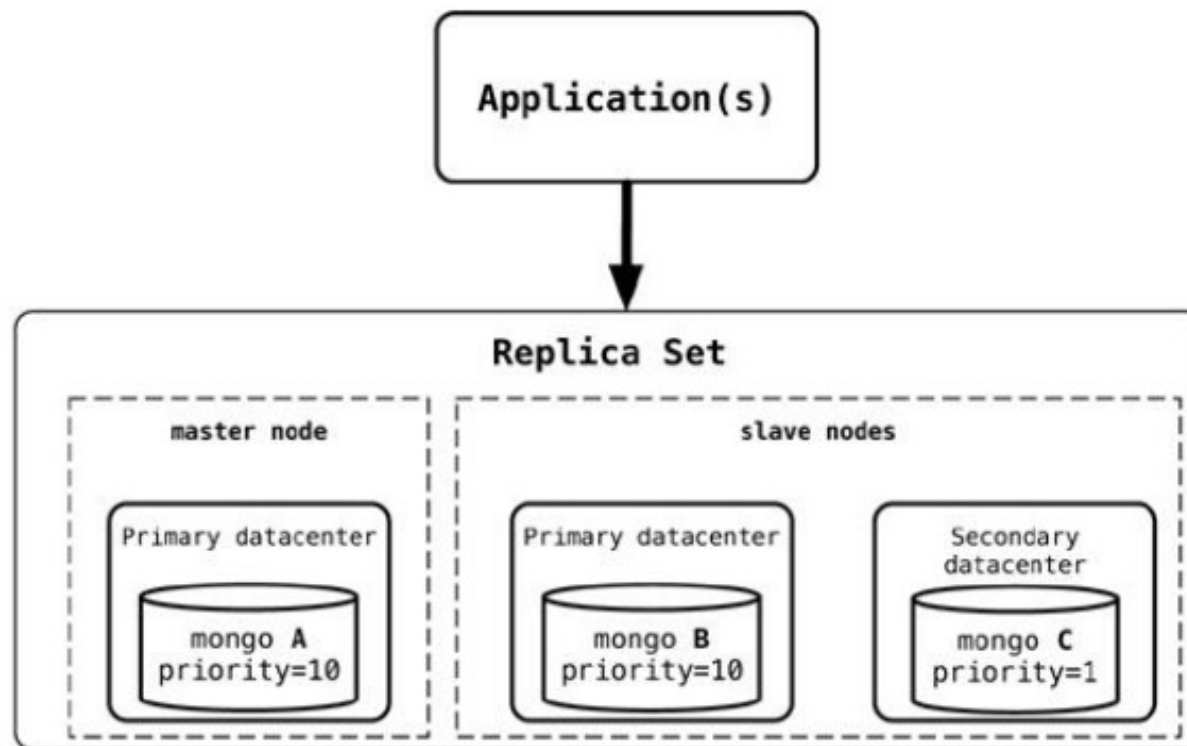 Application(s)
Replica Set
master node
slave nodes
Primary datacenter
mongo A
priority=10
Primary datacenter
mongo B
priority=10
Secondary
datacenter
mongo C
priority=1